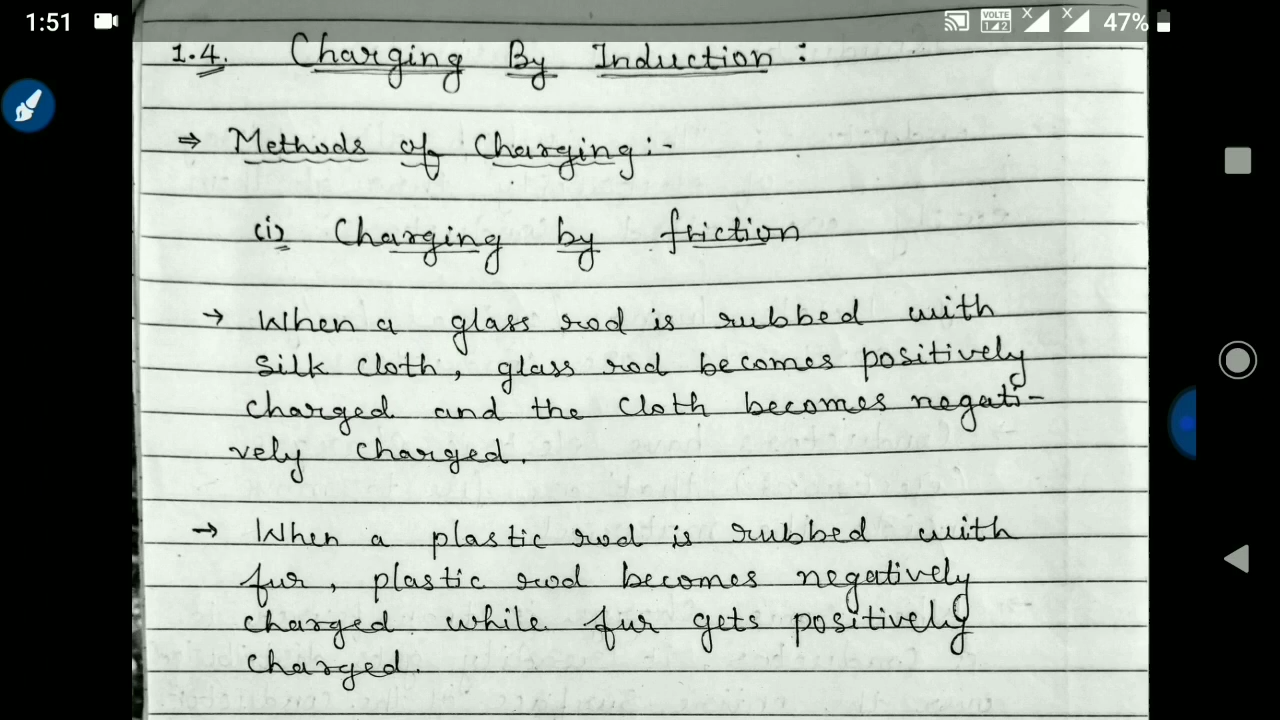 1:51
VOLTE
1 2
47%
1.4. Charging By Induction :
⇒ Methods of Charging :-
(i) Charging by friction
→ When a glass rod is rubbed with
silk cloth, glass rod becomes positively
charged and the cloth becomes negati-
vely charged.
→ When a plastic rod is rubbed with
fur, plastic rod becomes negatively
charged while fur gets positively
charged.